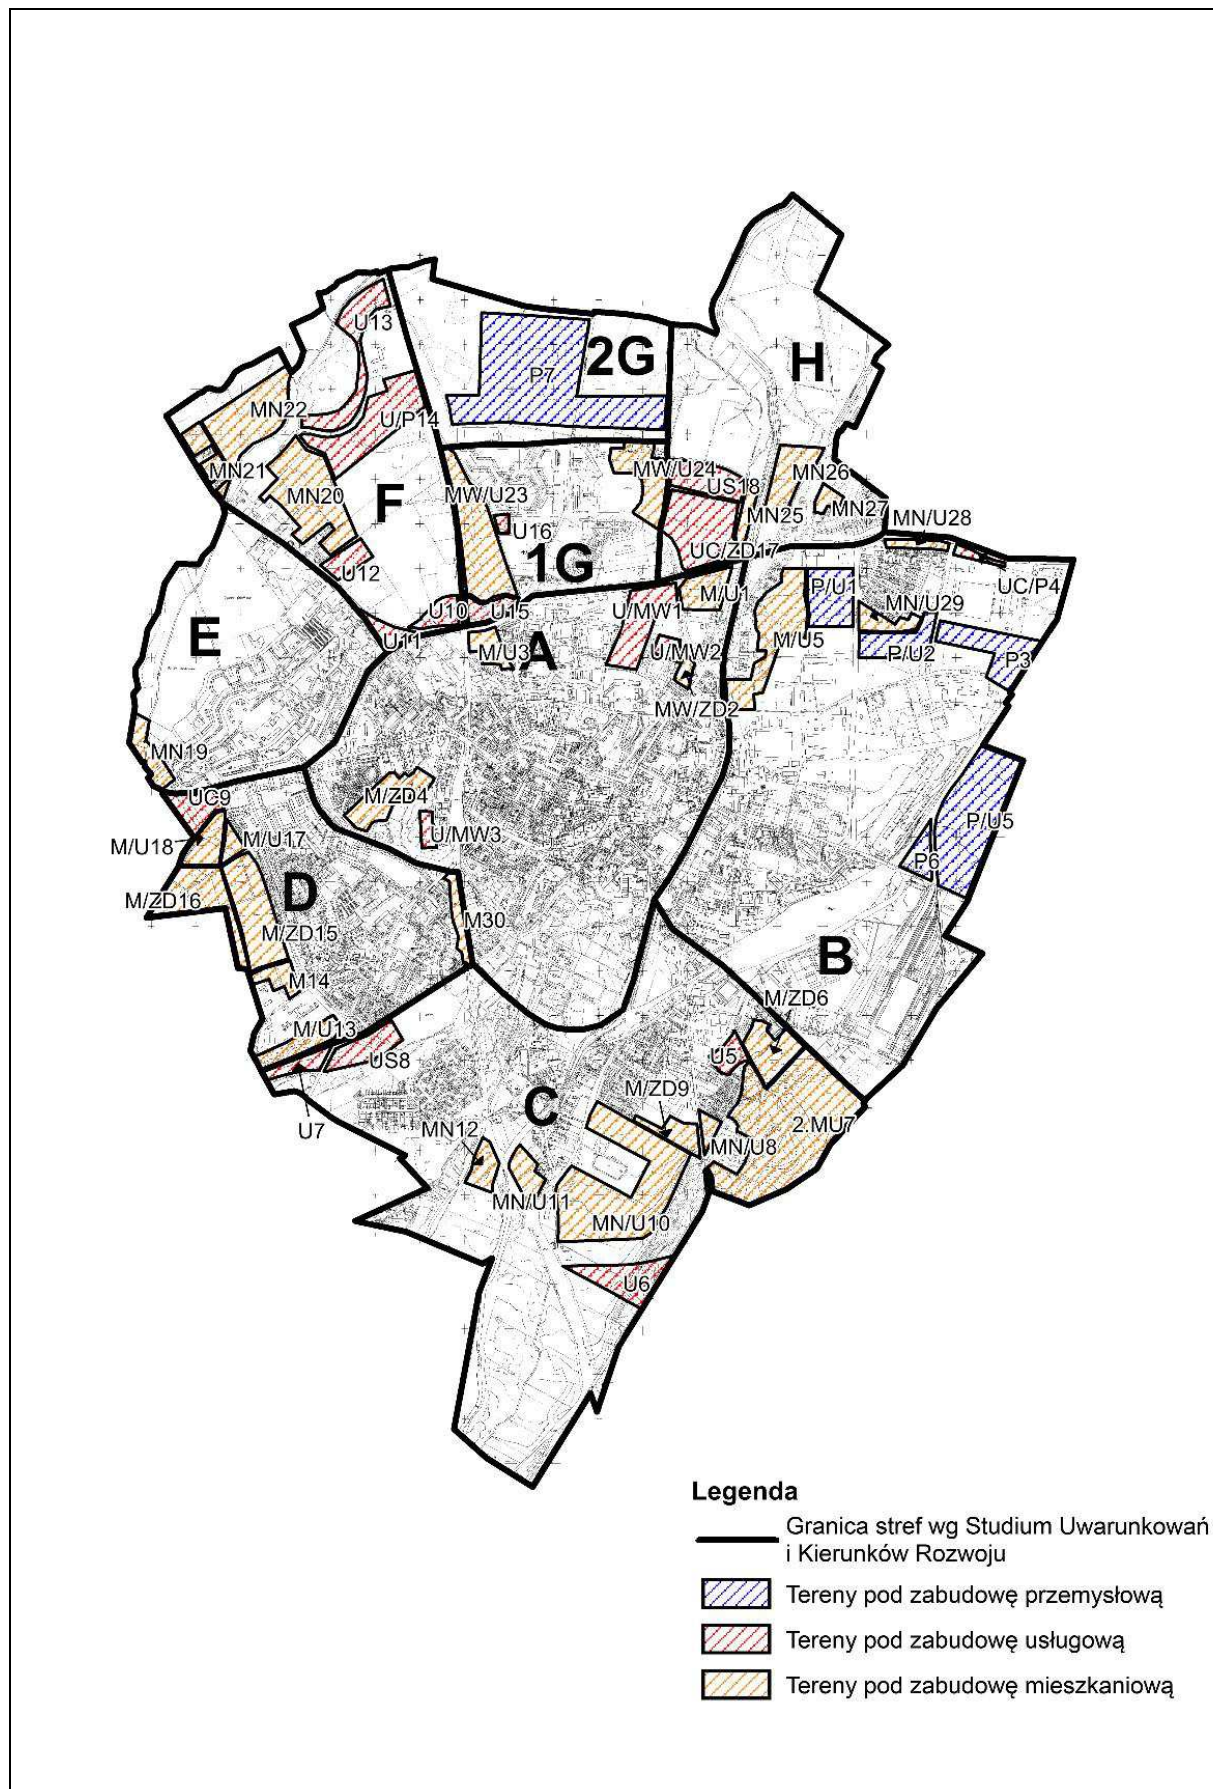 H
U13
2G
P7
MN22
U/P14
MN21
MW/U24
MN26
MN20
MW/U23
US18
F
MN25
MN27
U16
MN/U28
1G
UC/ZD17
U12
UC/P4
M/U1
P/U1
U10
U15
U/MW1
MN/U29
E
U11
M/U3
A
U/MW2
M/U5
P/U2
P3
MW/ZD2
MN19
M/ZD4
UC9
P/U5
U/MW3
M/U18
M/U17
P6
D
M/ZD16
M30
M/ZD15
B
M14
M/ZD6
M/U13
US8
U5
M/ZD9
C
U7
2.MU7
MN12
MN/U8
MN/U11
MN/U10
U6
Legenda
Granica stref wg Studium Uwarunkowań
i Kierunków Rozwoju
Tereny pod zabudowę przemysłową
Tereny pod zabudowę usługową
Tereny pod zabudowę mieszkaniową